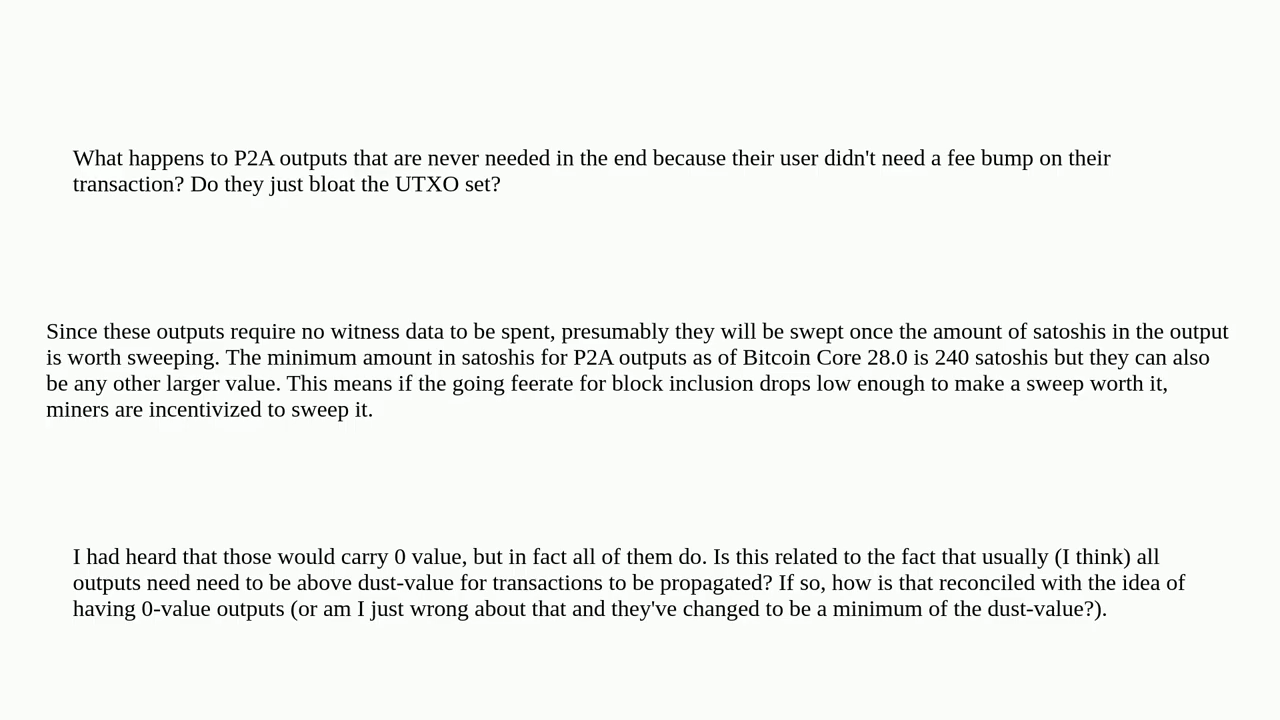 What happens to P2A outputs that are never needed in the end because their user didn't need a fee bump on their
transaction? Do they just bloat the UTXO set?
Since these outputs require no witness data to be spent, presumably they will be swept once the amount of satoshis in the output
is worth sweeping. The minimum amount in satoshis for P2A outputs as of Bitcoin Core 28.0 is 240 satoshis but they can also
be any other larger value. This means if the going feerate for block inclusion drops low enough to make a sweep worth it,
miners are incentivized to sweep it.
I had heard that those would carry 0 value, but in fact all of them do. Is this related to the fact that usually (I think) all
outputs need need to be above dust-value for transactions to be propagated? If so, how is that reconciled with the idea of
having 0-value outputs (or am I just wrong about that and they've changed to be a minimum of the dust-value?).